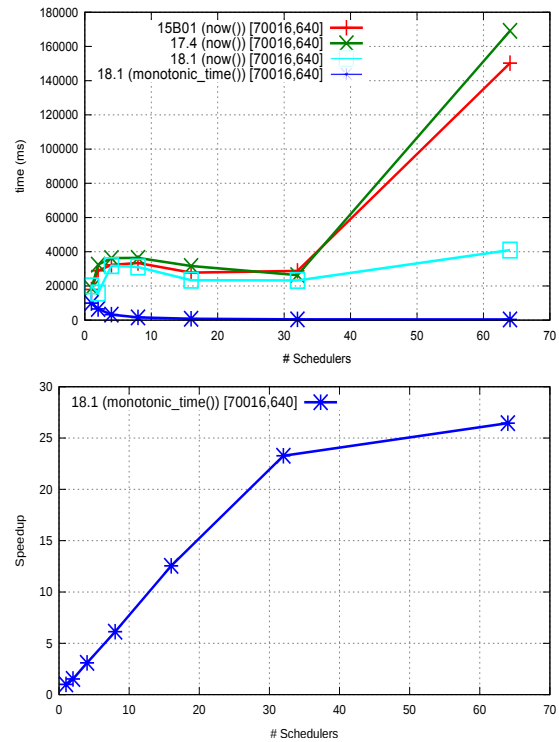 180000
160000
140000
120000
100000
80000
60000
40000
20000
0
time (ms)
15B01 (now()) [70016,640]
17.4 (now()) [70016,640]
18.1 (now()) [70016,640]
18.1 (monotonic_time()) [70016,640]
0 10 20 30 40 50 60 70
# Schedulers
30
25
20
15
10
5
0
Speedup
18.1 (monotonic_time()) [70016,640]
0 10 20 30 40 50 60 70
# Schedulers